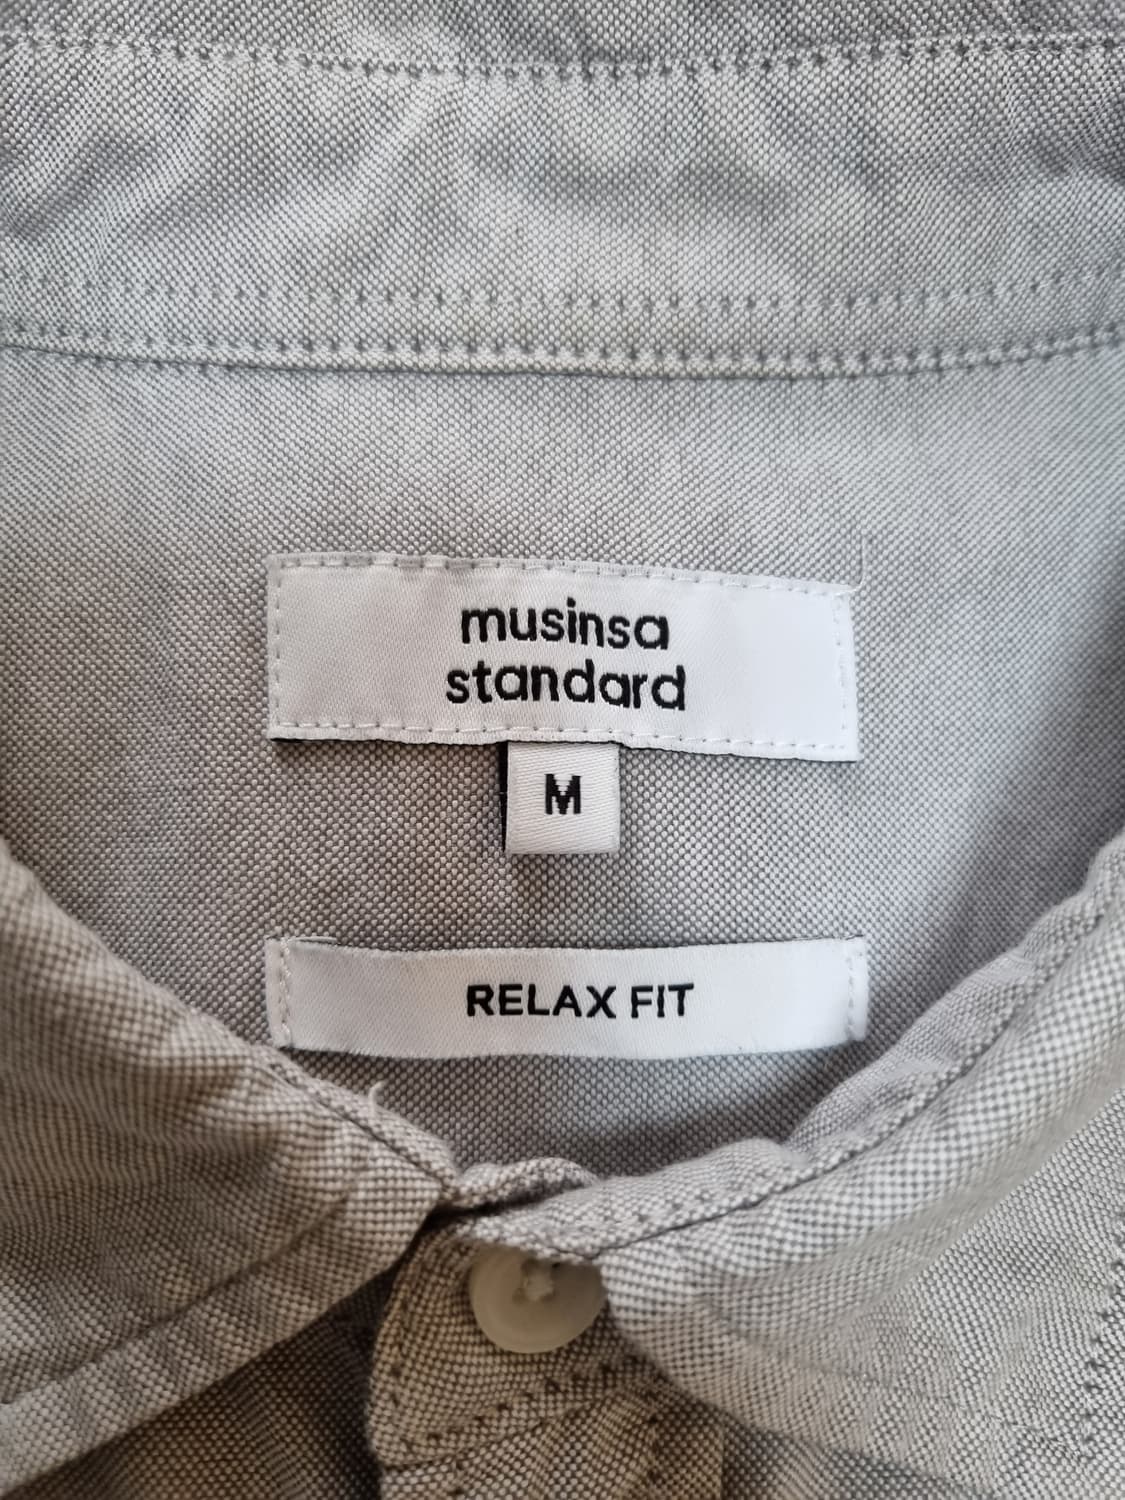 musinsa
standard
M
RELAX FIT